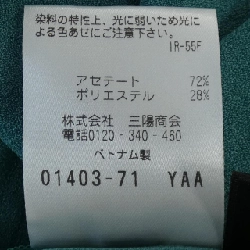 染料の特性上、光に弱いため光に
よる色あせにご注意下さい。
IR-55F
アセテート 72%
ポリエステル 28%
株式会社 三陽商会
電話0120-340-460
ベトナム製
01403-71 YAA